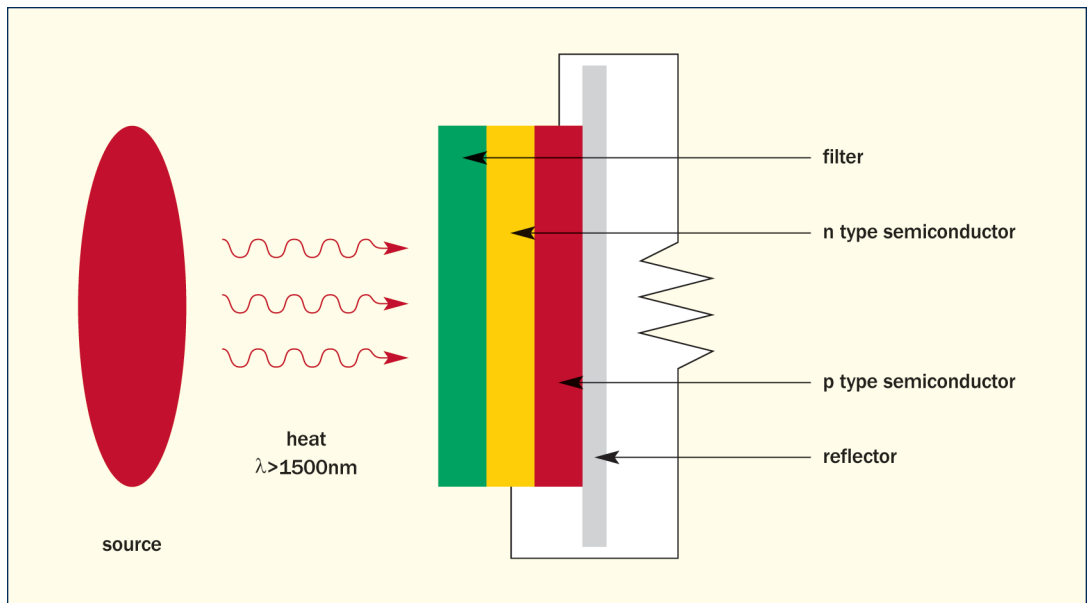 filter
n type semiconductor
p type semiconductor
heat
λ>1500nm
reflector
source